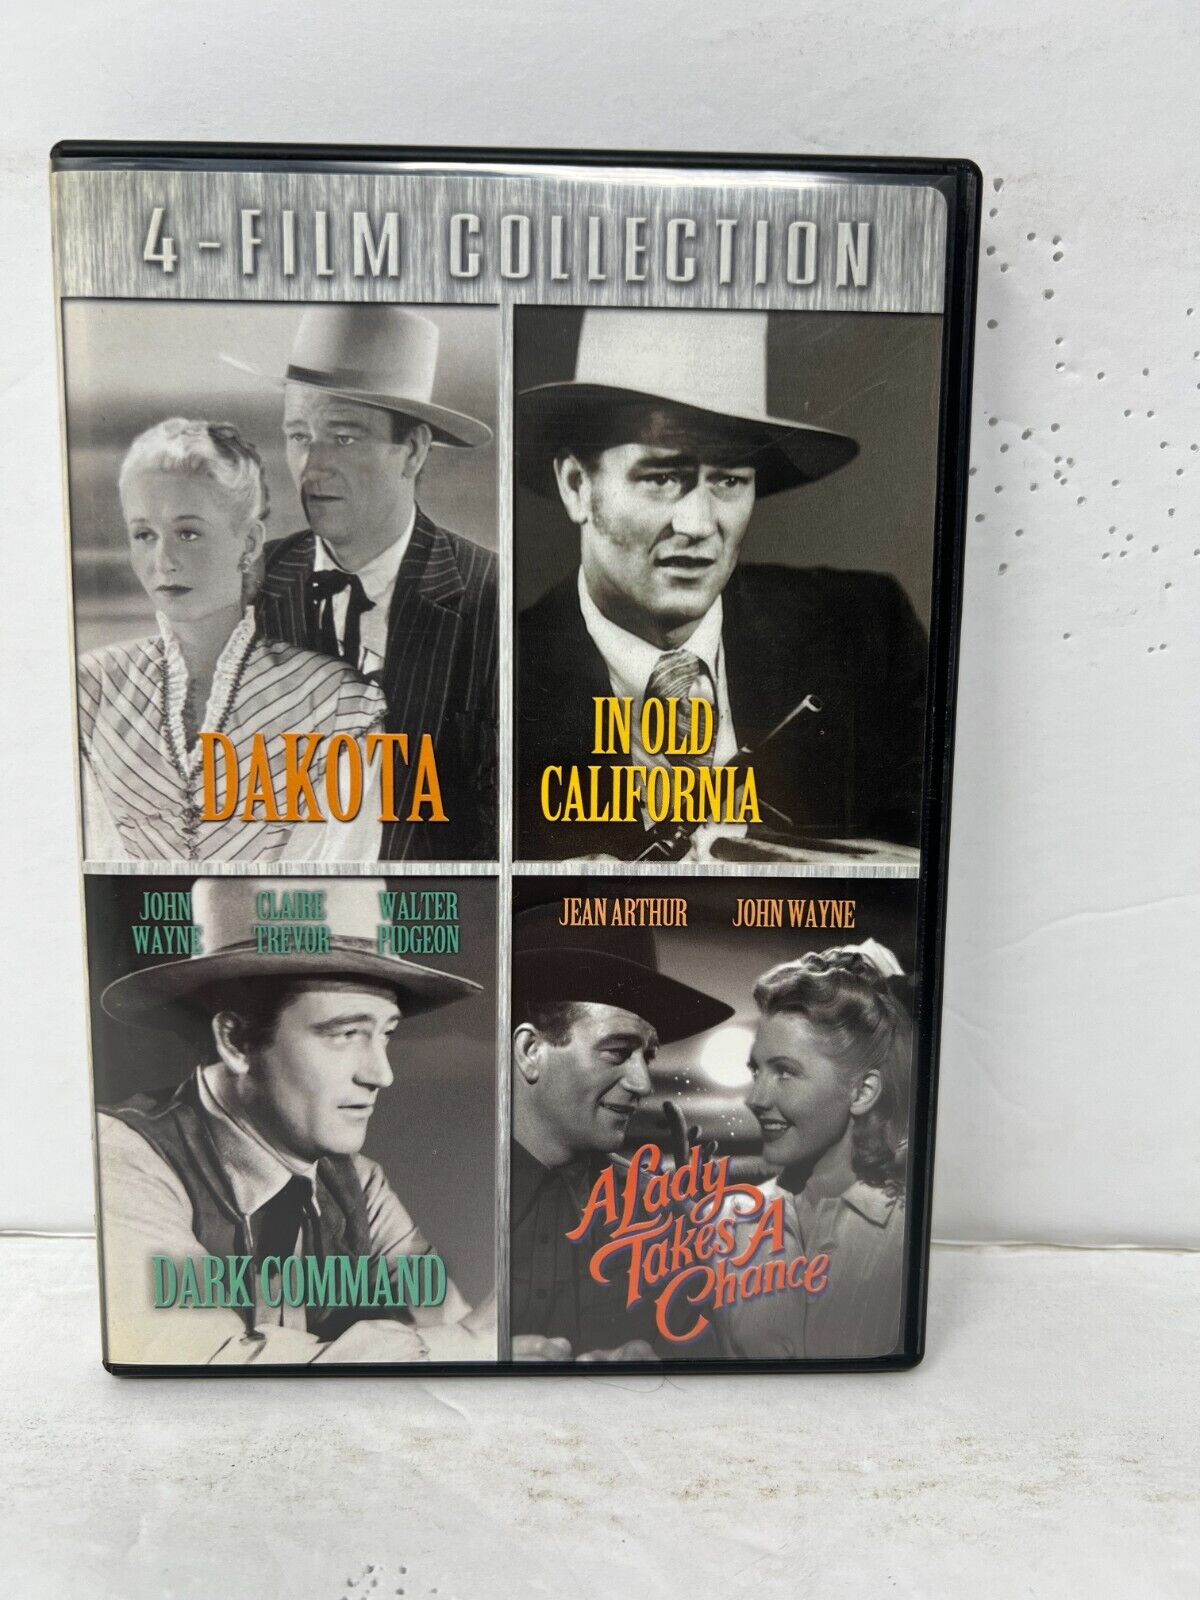 4-FILM COLLECTION
DAKOTA
IN OLD
CALIFORNIA
JOHN WAYNE
CLAIRE TREVOR
WALTER PIDGEON
DARK COMMAND
JEAN ARTHUR JOHN WAYNE
A Lady
Takes A
Chance